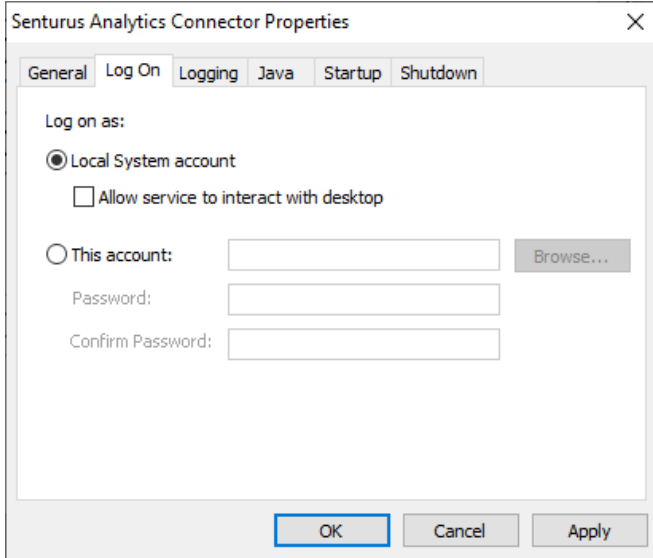 Senturus Analytics Connector Properties
General Log On Logging Java Startup Shutdown
Log on as:
Local System account
Allow service to interact with desktop
This account: Browse...
Password:
Confirm Password:
OK Cancel Apply